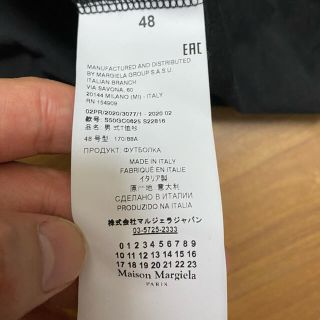 48
EAC
MANUFACTURED AND DISTRIBUTED
BY MARGIELA GROUP S.A.S.U
ITALIAN BRANCH
VIA SAVONA, 60
20144 MILANO (MI) - ITALY
RN 154909
02PR/2020/3077/1 - 2020 02
款号: S50GC0625 S22816
品名: 男 式T恤衫
48 号型 170/88A
ПРОДУКТ: ФУТБОЛКА
MADE IN ITALY
FABRIQUÉ EN ITALIE
イタリア製
原产地 意大利
СДЕЛАНО В ИТАЛИИ
PRODUZIDO NA ITALIA
株式会社マルジェラジャパン
03-5725-2333
0 1 2 3 4 5 6 7 8 9
10 11 12 13 14 15 16
17 18 19 20 21 22 23
Maison Margiela
PARIS